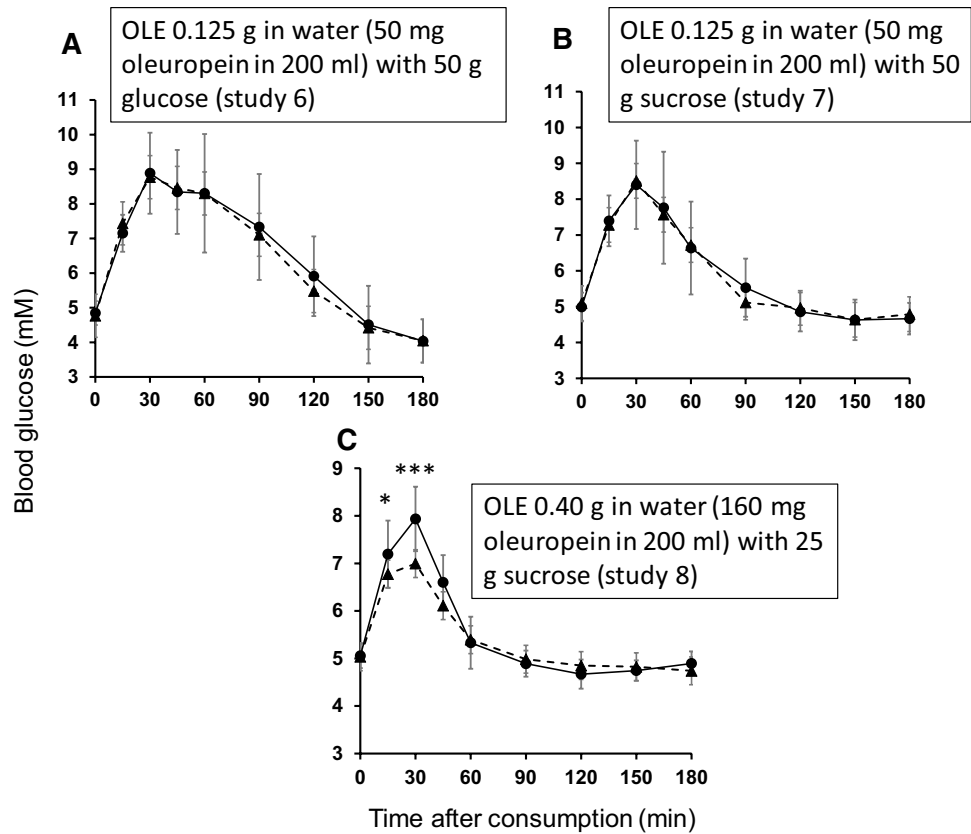 A
OLE 0.125 g in water (50 mg
oleuropein in 200 ml) with 50 g
glucose (study 6)
11
10
9
8
7
6
5
4
3
0 30 60 90 120 150 180
B
OLE 0.125 g in water (50 mg
oleuropein in 200 ml) with 50
g sucrose (study 7)
11
10
9
8
7
6
5
4
3
0 30 60 90 120 150 180
Blood glucose (mM)
C
* ***
OLE 0.40 g in water (160 mg
oleuropein in 200 ml) with 25
g sucrose (study 8)
9
8
7
6
5
4
3
0 30 60 90 120 150 180
Time after consumption (min)